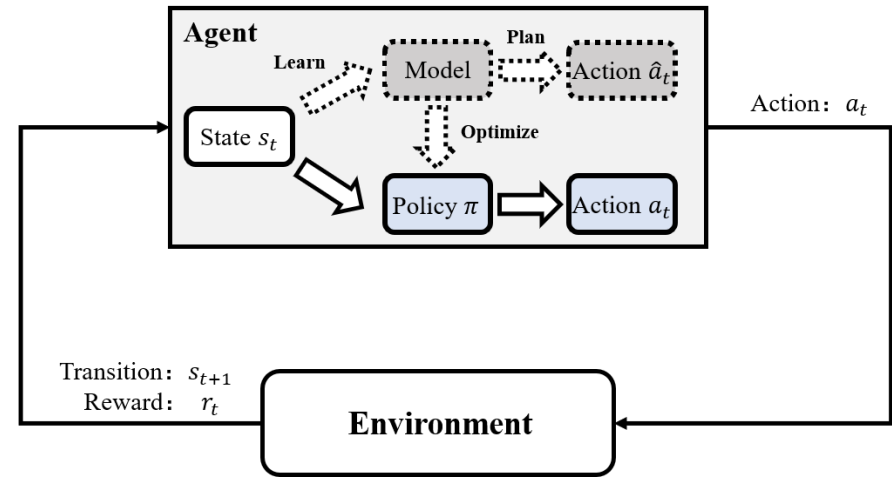 Agent
Learn
Plan
Model
Action â_t
State s_t
Optimize
Policy π
Action a_t
Action： a_t
Transition： s_{t+1}
Reward： r_t
Environment